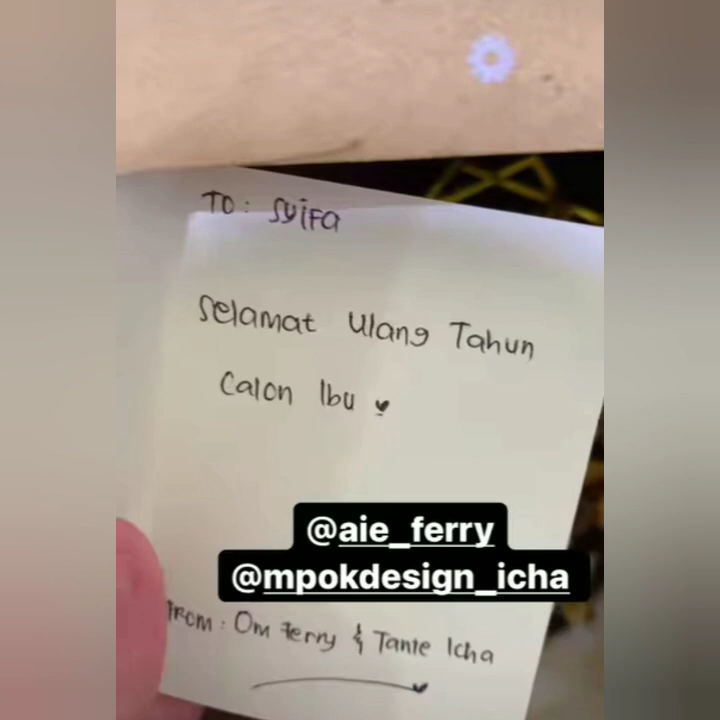 TO: Syifa
Selamat Ulang Tahun
Calon Ibu
@aie_ferry
@mpokdesign_icha
From: Om Ferry & Tante Icha